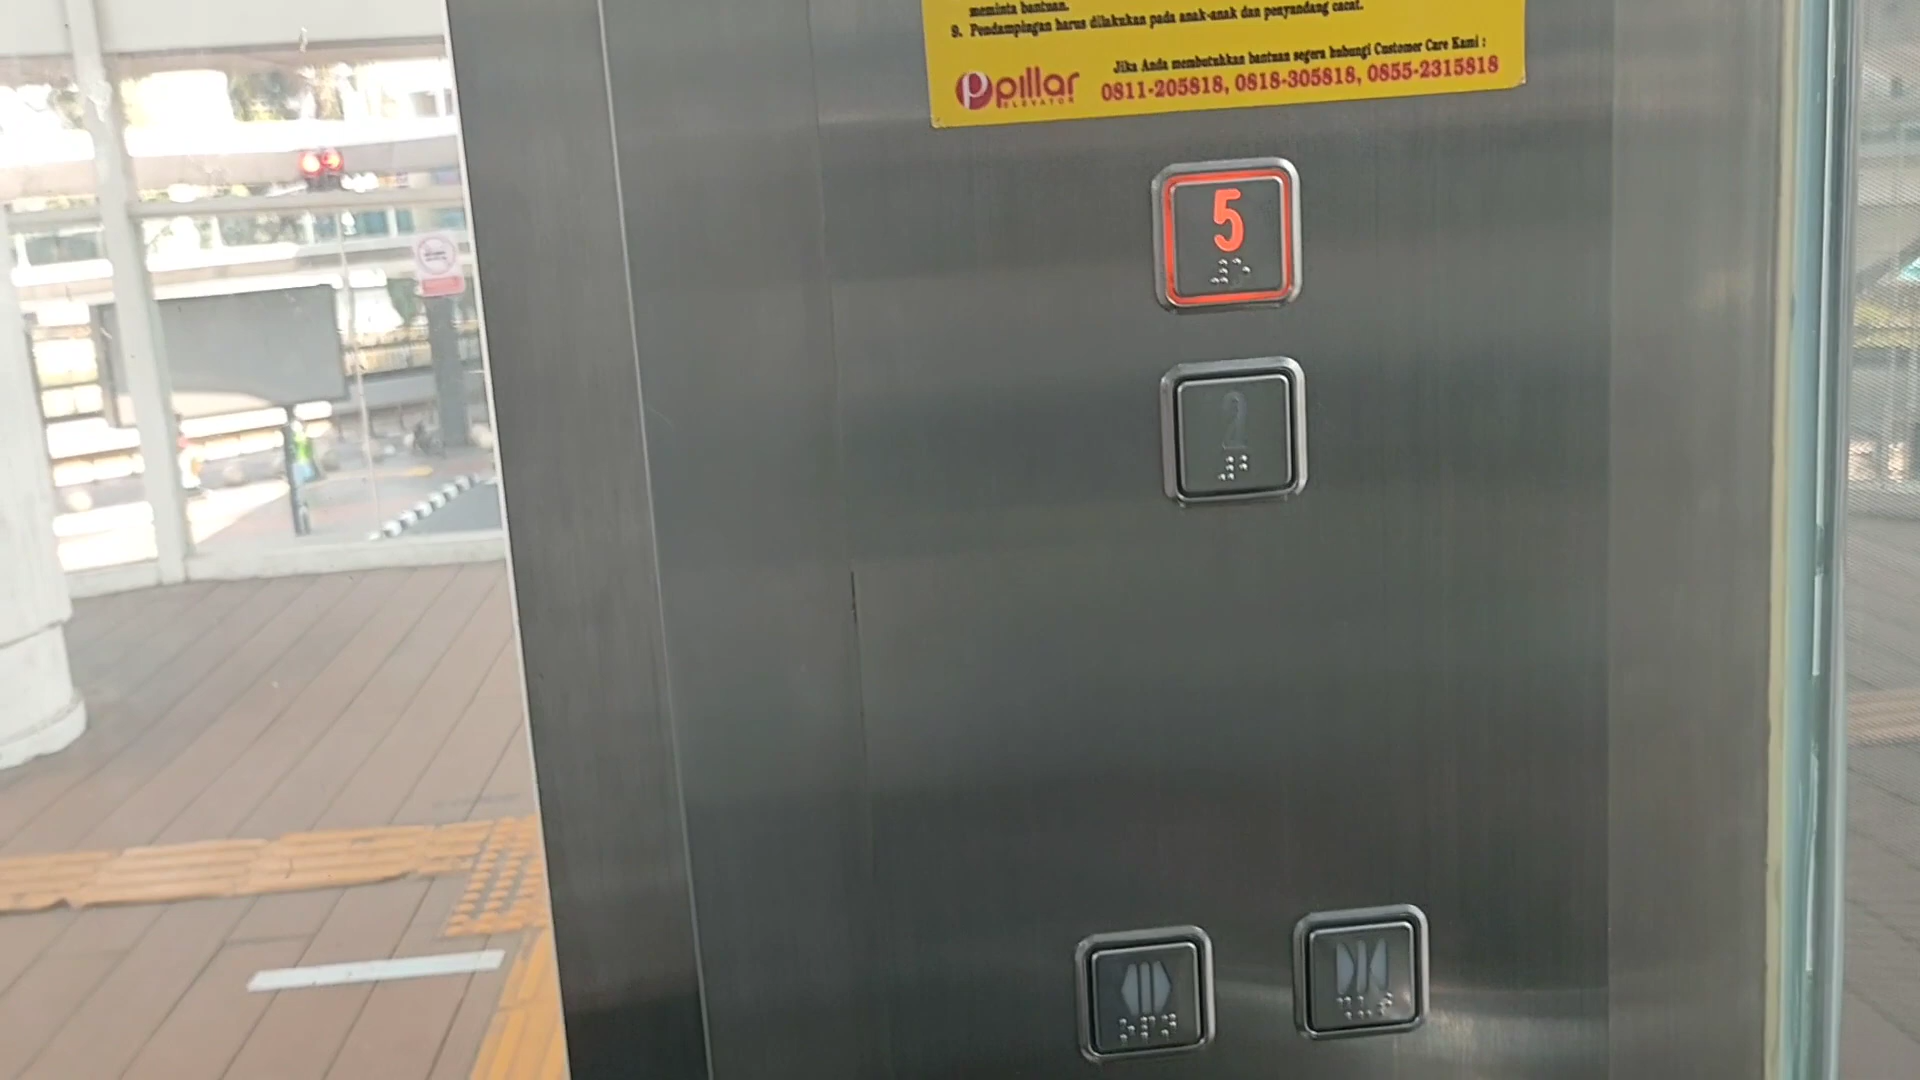 meminta bantuan.
9. Pendampingan harus dilakukan pada anak-anak dan penyandang cacat.
Jika Anda membutuhkan bantuan segera hubungi Customer Care Kami :
pillar
ELEVATOR
0811-205818, 0818-305818, 0855-2315818
5
2